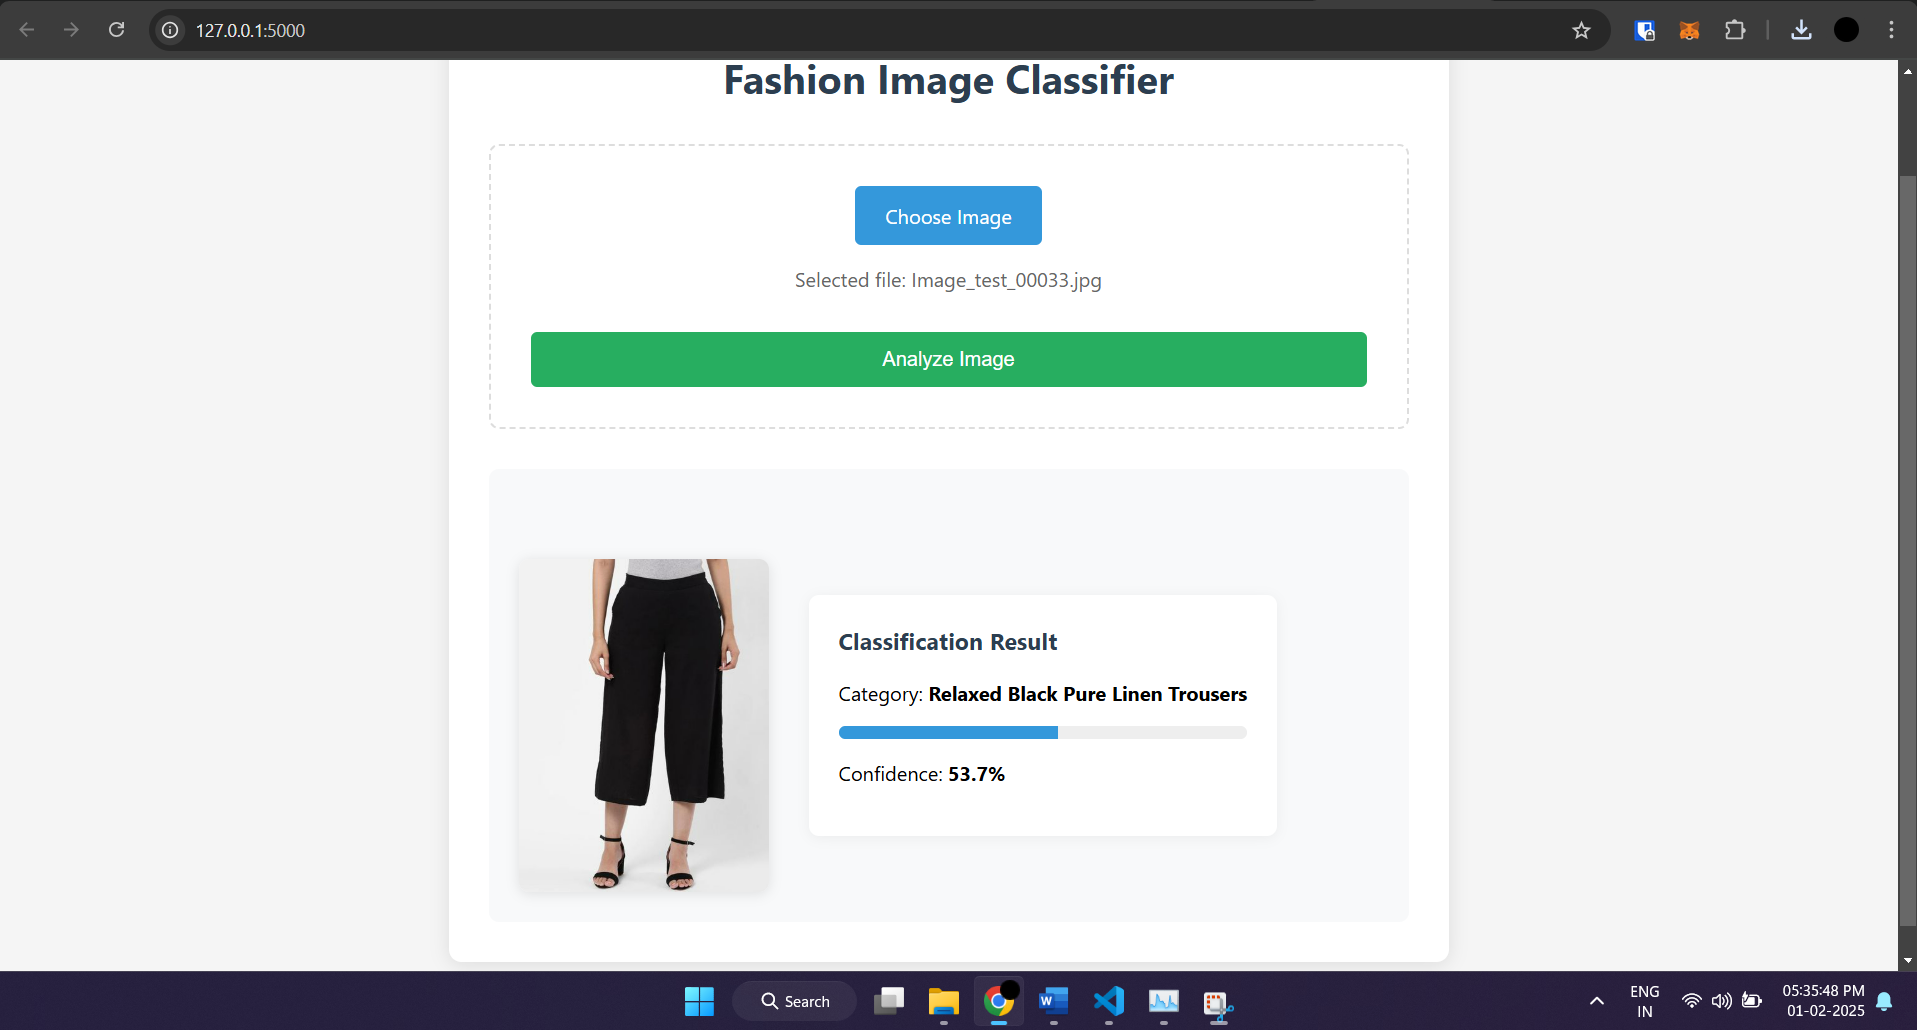 127.0.0.1:5000
Fashion Image Classifier
Choose Image
Selected file: Image_test_00033.jpg
Analyze Image
Classification Result
Category: Relaxed Black Pure Linen Trousers
Confidence: 53.7%
Search
ENG
IN
05:35:48 PM
01-02-2025